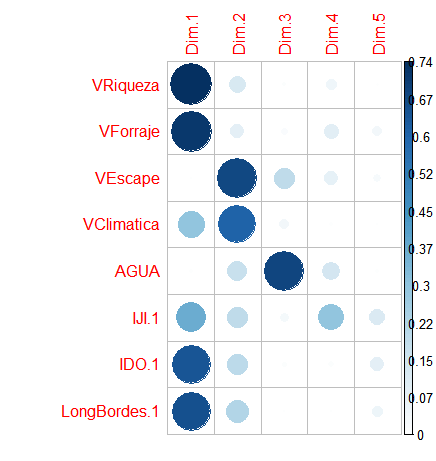 Dim.1
Dim.2
Dim.3
Dim.4
Dim.5
VRiqueza
VForraje
VEscape
VClimatica
AGUA
IJI.1
IDO.1
LongBordes.1
0.74
0.67
0.6
0.52
0.45
0.37
0.3
0.22
0.15
0.07
0